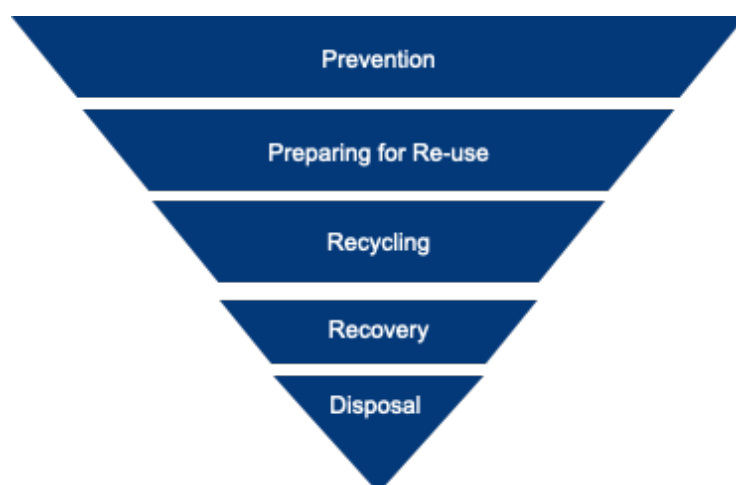 Prevention
Preparing for Re-use
Recycling
Recovery
Disposal